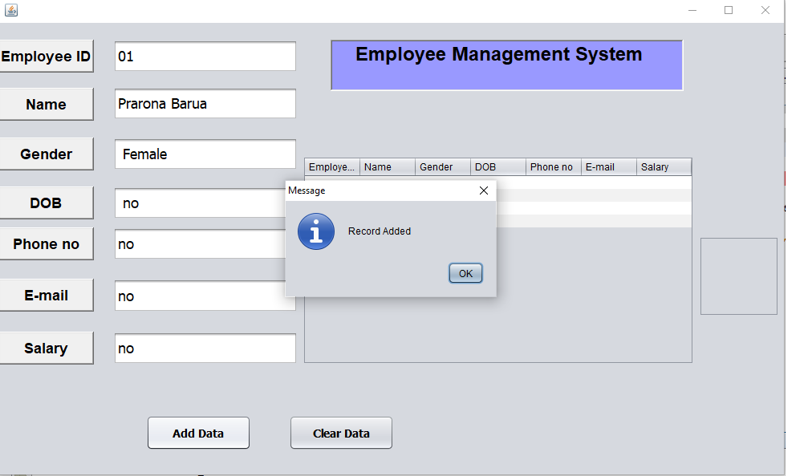 Employee ID
01
Employee Management System
Name
Prarona Barua
Gender
Female
Employe... Name Gender DOB Phone no E-mail Salary
Message
DOB
no
Record Added
Phone no
no
OK
E-mail
no
Salary
no
Add Data
Clear Data